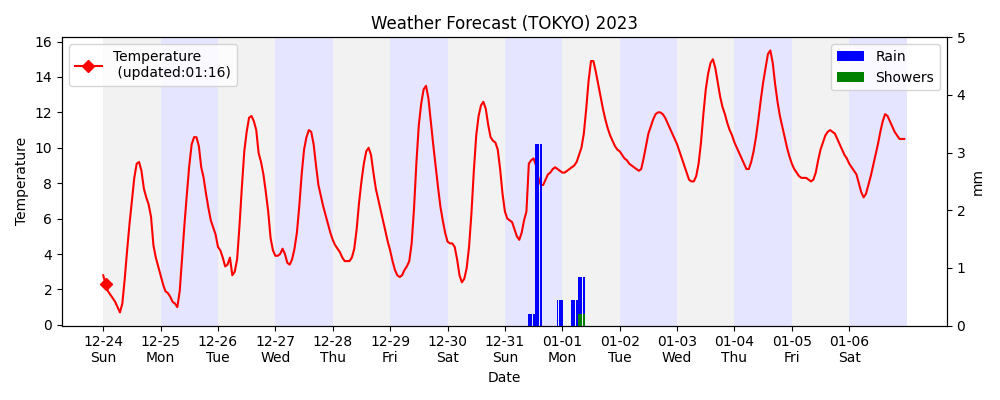 Weather Forecast (TOKYO) 2023
Temperature
(updated:01:16)
Rain
Showers
Temperature
16
14
12
10
8
6
4
2
0
5
4
3
2
1
0
mm
12-24 12-25 12-26 12-27 12-28 12-29 12-30 12-31 01-01 01-02 01-03 01-04 01-05 01-06
Sun Mon Tue Wed Thu Fri Sat Sun Mon Tue Wed Thu Fri Sat
Date